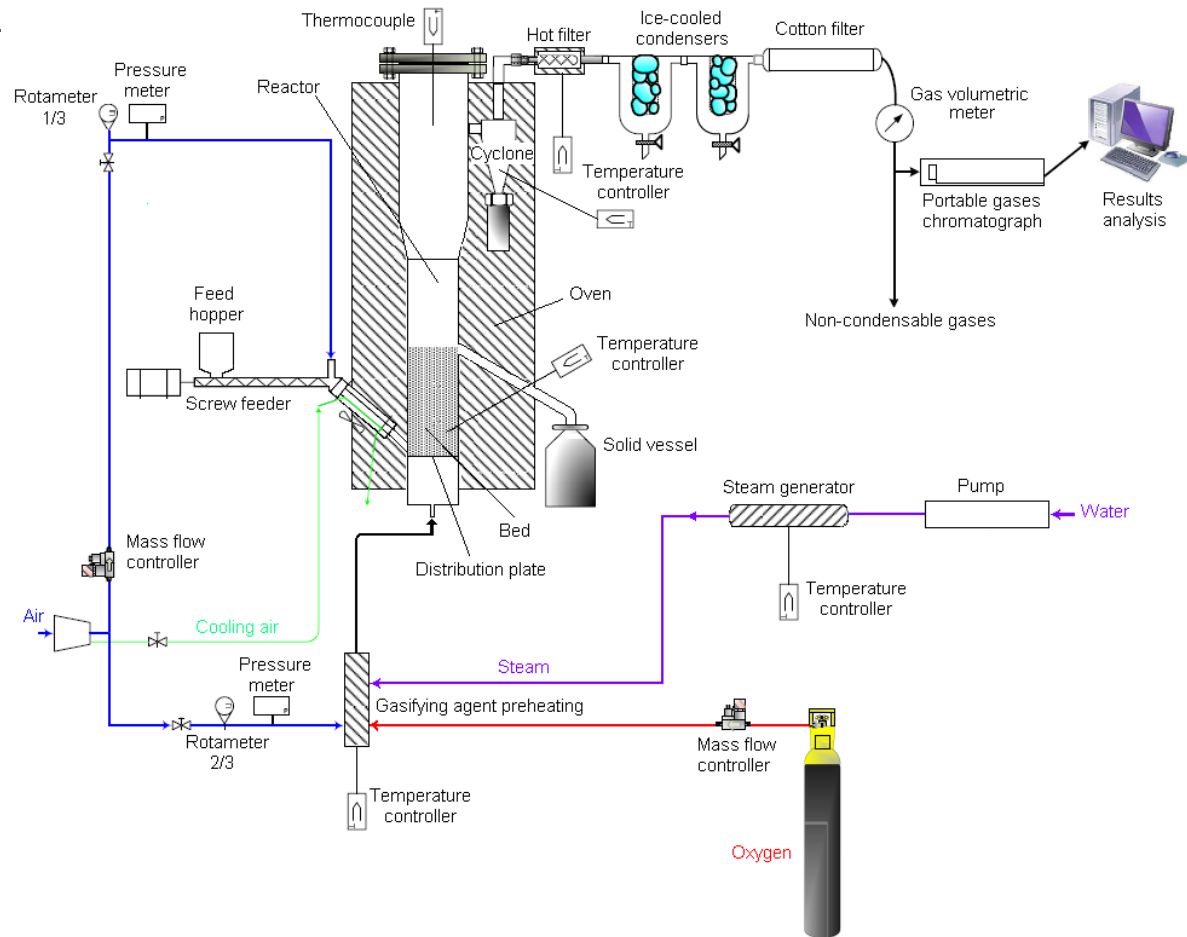 Thermocouple
Pressure
meter
Rotameter
1/3
Reactor
Hot filter
Ice-cooled
condensers
Cotton filter
Gas volumetric
meter
Cyclone
Temperature
controller
Portable gases
chromatograph
Results
analysis
Feed
hopper
Oven
Non-condensable gases
Temperature
controller
Screw feeder
Solid vessel
Steam generator
Pump
Water
Bed
Mass flow
controller
Distribution plate
Temperature
controller
Air
Cooling air
Steam
Pressure
meter
Gasifying agent preheating
Rotameter
2/3
Mass flow
controller
Temperature
controller
Oxygen